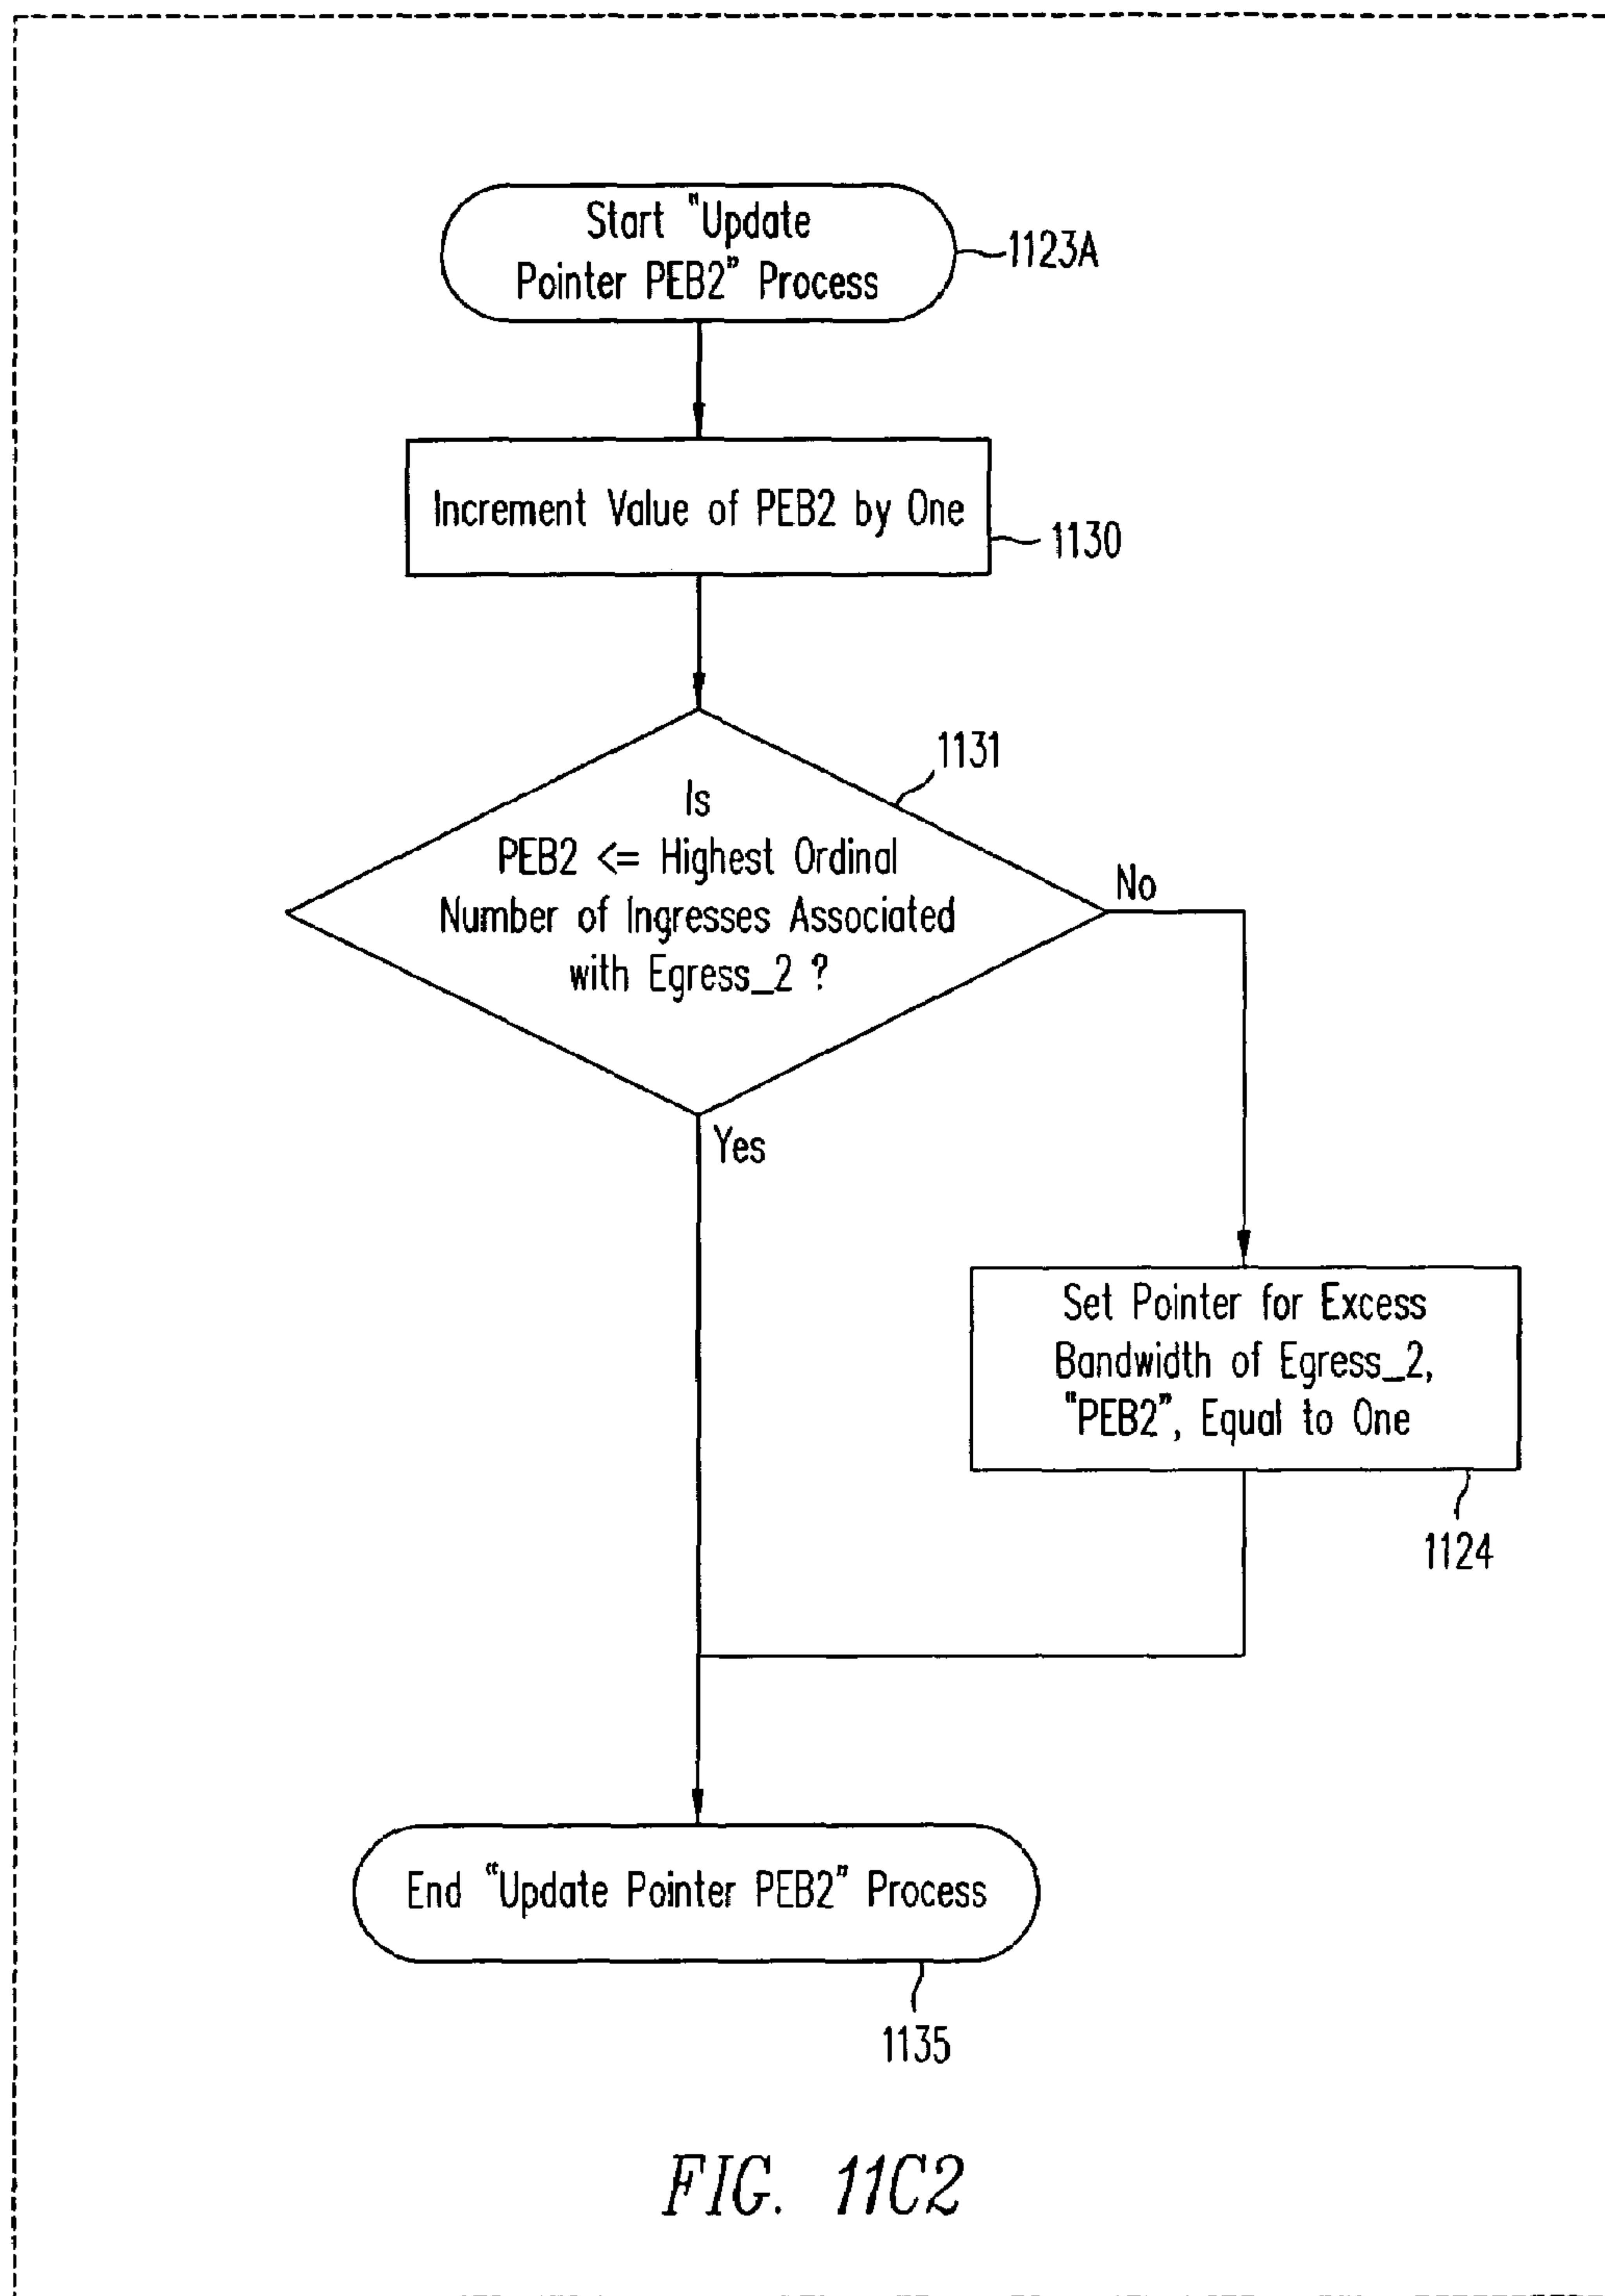 Start "Update
Pointer PEB2" Process
1123A
Increment Value of PEB2 by One
1130
1131
Is
PEB2 <= Highest Ordinal
Number of Ingresses Associated
with Egress_2 ?
No
Yes
Set Pointer for Excess
Bandwidth of Egress_2,
"PEB2", Equal to One
1124
End "Update Pointer PEB2" Process
1135
FIG. 11C2